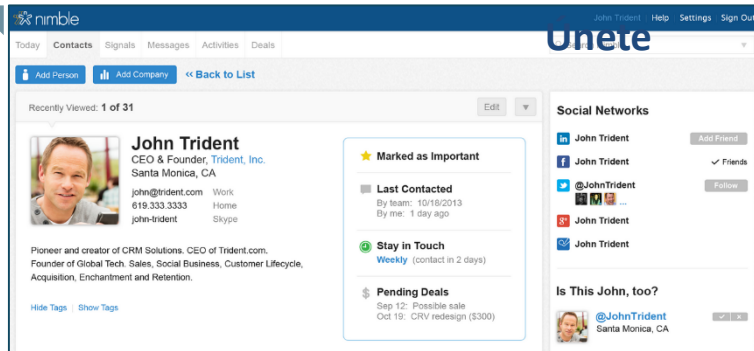 nimble
John Trident Help Settings Sign Out
Today Contacts Signals Messages Activities Deals
Únete
Add Person Add Company << Back to List
Recently Viewed: 1 of 31 Edit
John Trident
CEO & Founder, Trident, Inc.
Santa Monica, CA
john@trident.com Work
619.333.3333 Home
john-trident Skype
Pioneer and creator of CRM Solutions. CEO of Trident.com.
Founder of Global Tech. Sales, Social Business, Customer Lifecycle,
Acquisition, Enchantment and Retention.
Hide Tags | Show Tags
Marked as Important
Last Contacted
By team: 10/16/2013
By me: 1 day ago
Stay in Touch
Weekly (contact in 2 days)
Pending Deals
Sep 12: Possible sale
Oct 19: CRV redesign ($300)
Social Networks
John Trident Add Friend
John Trident ✓ Friends
@JohnTrident Follow
...
John Trident
John Trident
Is This John, too?
@JohnTrident
Santa Monica, CA